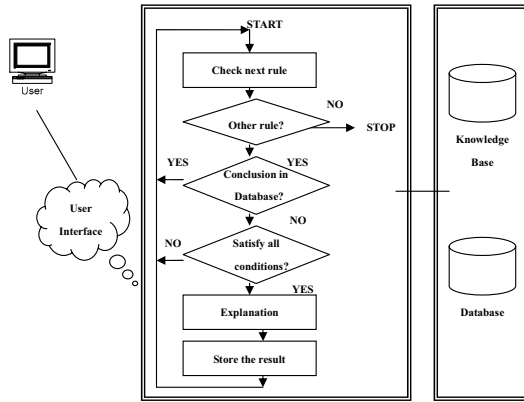 User
User
Interface
START
Check next rule
NO
Other rule?
STOP
YES
YES
Conclusion in
Database?
NO
NO
Satisfy all
conditions?
YES
Explanation
Store the result
Knowledge
Base
Database